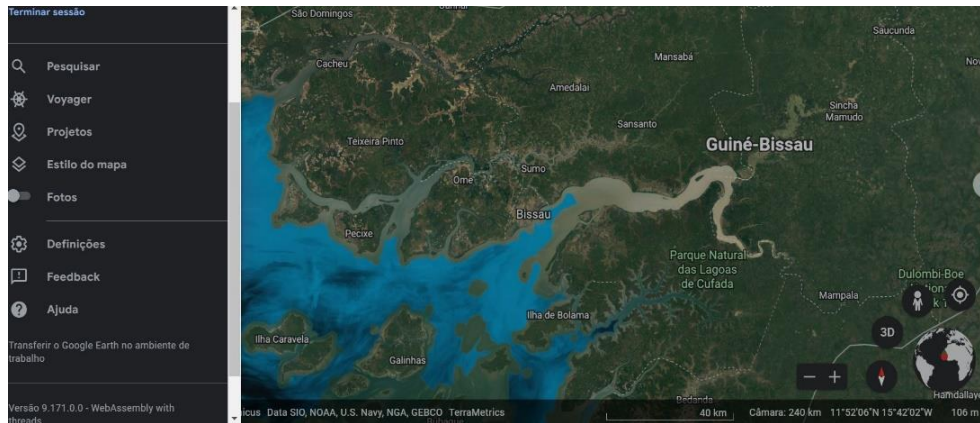 Terminar sessão
Pesquisar
Voyager
Projetos
Estilo do mapa
Fotos
Definições
Feedback
Ajuda
Transferir o Google Earth no ambiente de
trabalho
Versão 9.171.0.0 - WebAssembly with
threads
São Domingos
Saucunda
Cacheu
Mansabá
Amedalai
Sincha
Mamudo
Sansanto
Teixeira Pinto
Guiné-Bissau
Sumo
Ome
Bissau
Pecixe
Parque Natural
das Lagoas
de Cufada
Dulombi-Boe
Mampala
Ilha de Bolama
3D
Ilha Caravela
Galinhas
Bedanda
Hamdallaye
Data SIO, NOAA, U.S. Navy, NGA, GEBCO TerraMetrics
40 km
Câmara: 240 km 11°52'06"N 15°42'02"W 106 m